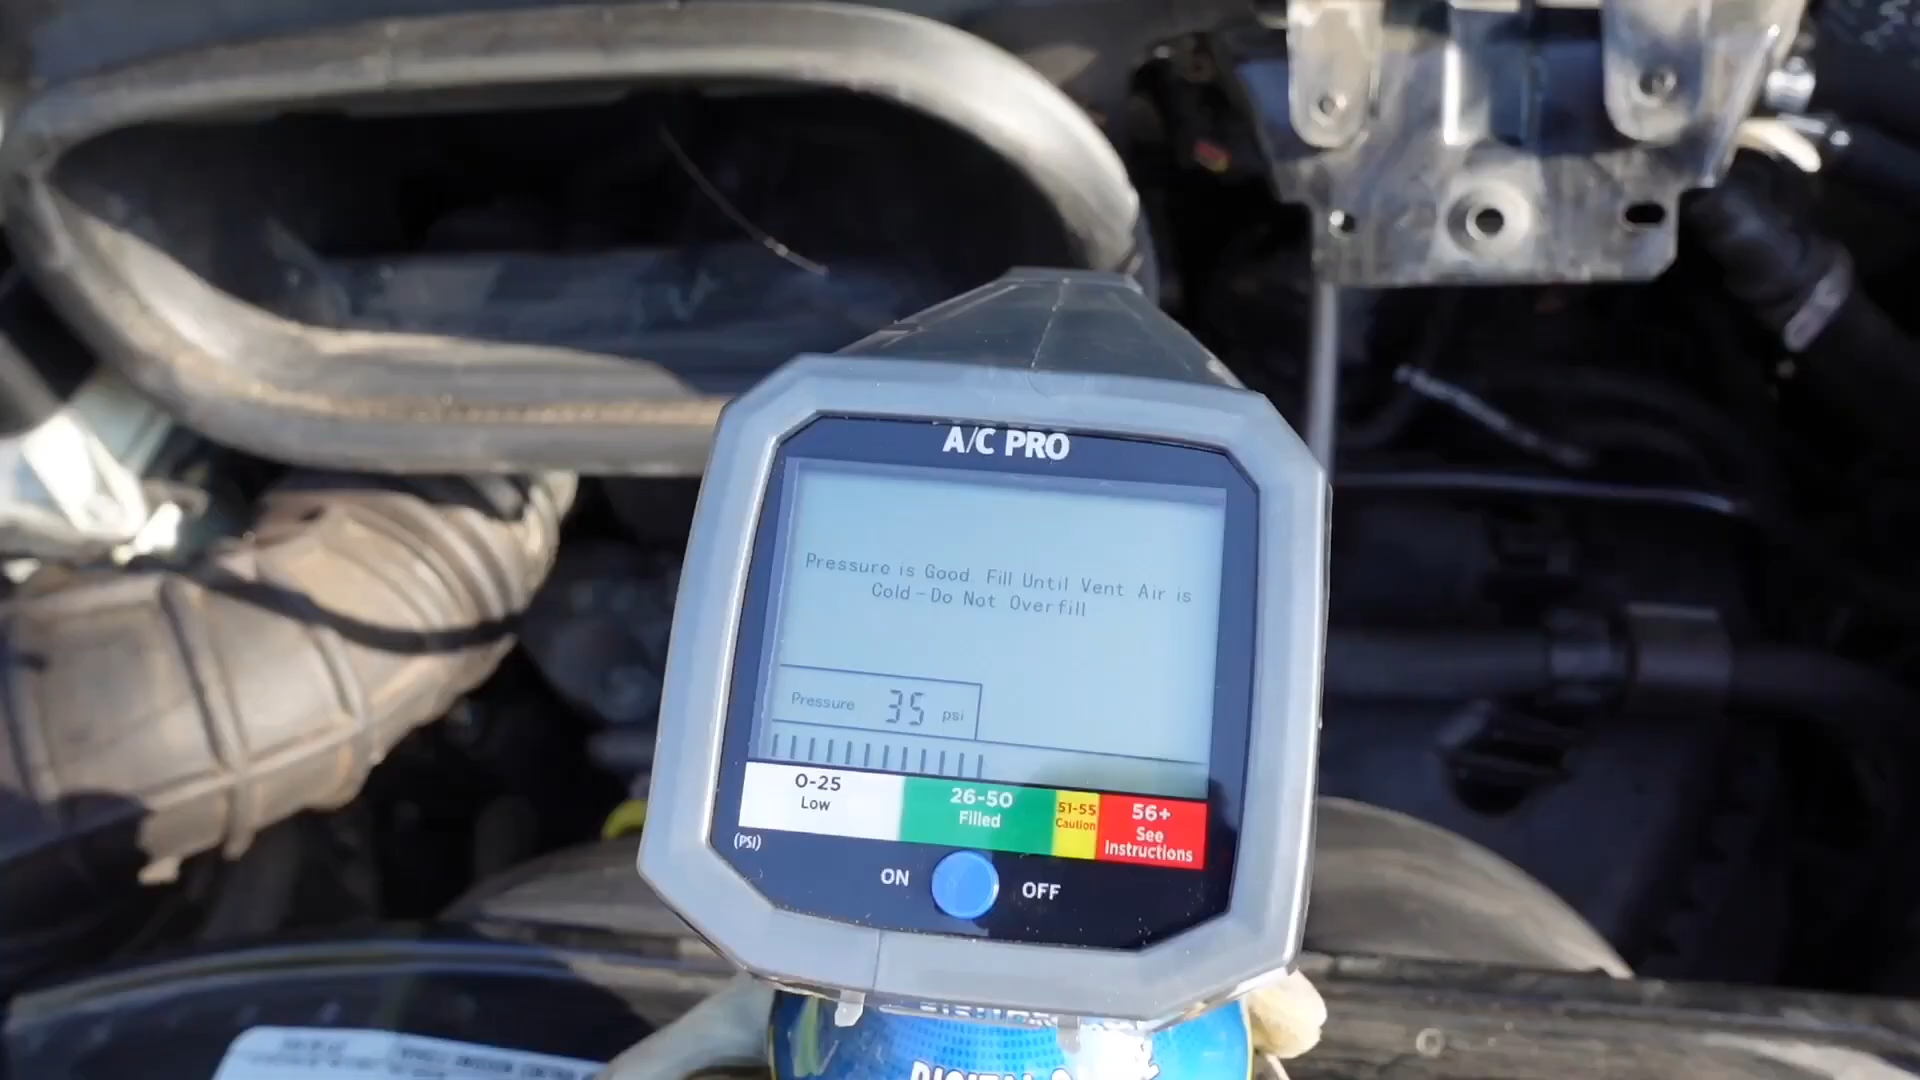 A/C PRO
Pressure is Good. Fill Until Vent Air is
Cold-Do Not Overfill
Pressure 35 psi
0-25
Low
26-50
Filled
51-55
Caution
56+
See
Instructions
(PSI)
ON OFF
DIGITAL